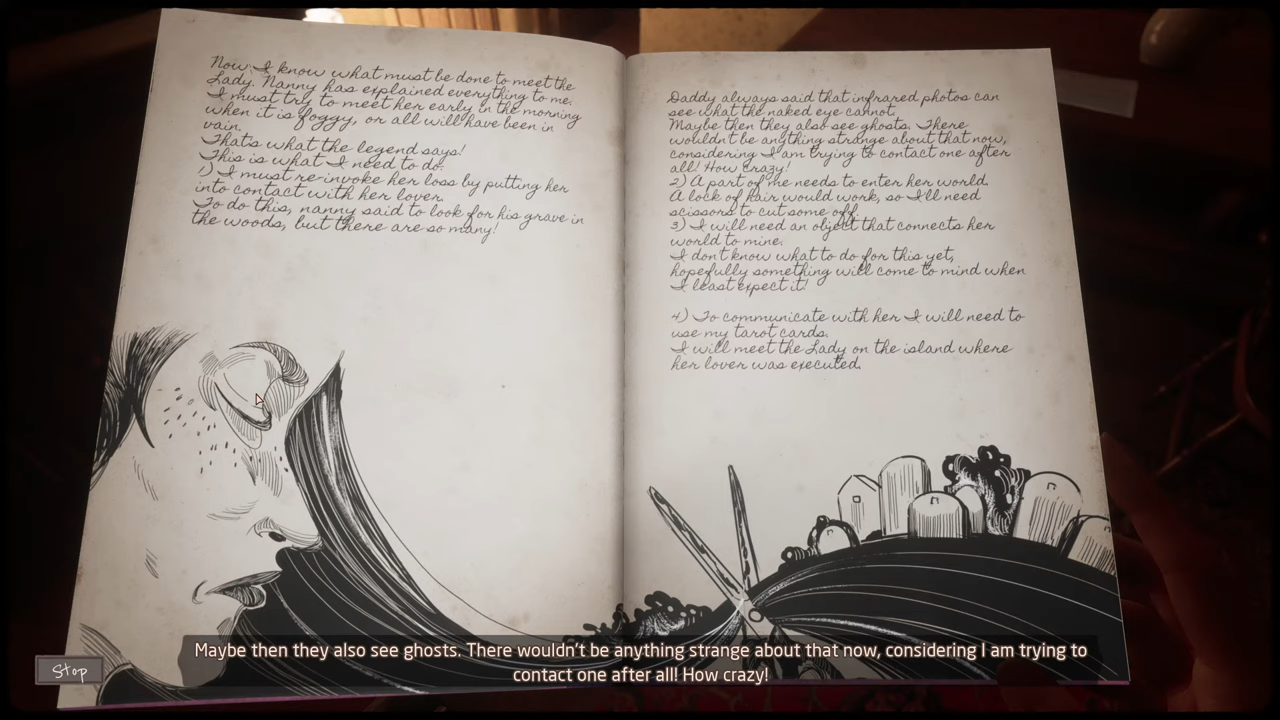 Now I know what must be done to meet the
Lady. Nanny has explained everything to me.
I must try to meet her early in the morning
when it is foggy, or all will have been in
vain.
That's what the legend says!
This is what I need to do:
1) I must re-invoke her loss by putting her
into contact with her lover.
To do this, nanny said to look for his grave in
the woods, but there are so many!
Daddy always said that infrared photos can
see what the naked eye cannot.
Maybe then they also see ghosts. There
wouldn't be anything strange about that now,
considering I am trying to contact one after
all! How crazy!
2) A part of me needs to enter her world.
A lock of hair would work, so I'll need
scissors to cut some off.
3) I will need an object that connects her
world to mine.
I don't know what to do for this yet,
hopefully something will come to mind when
I least expect it!
4) To communicate with her I will need to
use my tarot cards.
I will meet the Lady on the island where
her lover was executed.
Maybe then they also see ghosts. There wouldn't be anything strange about that now, considering I am trying to
contact one after all! How crazy!
Stop